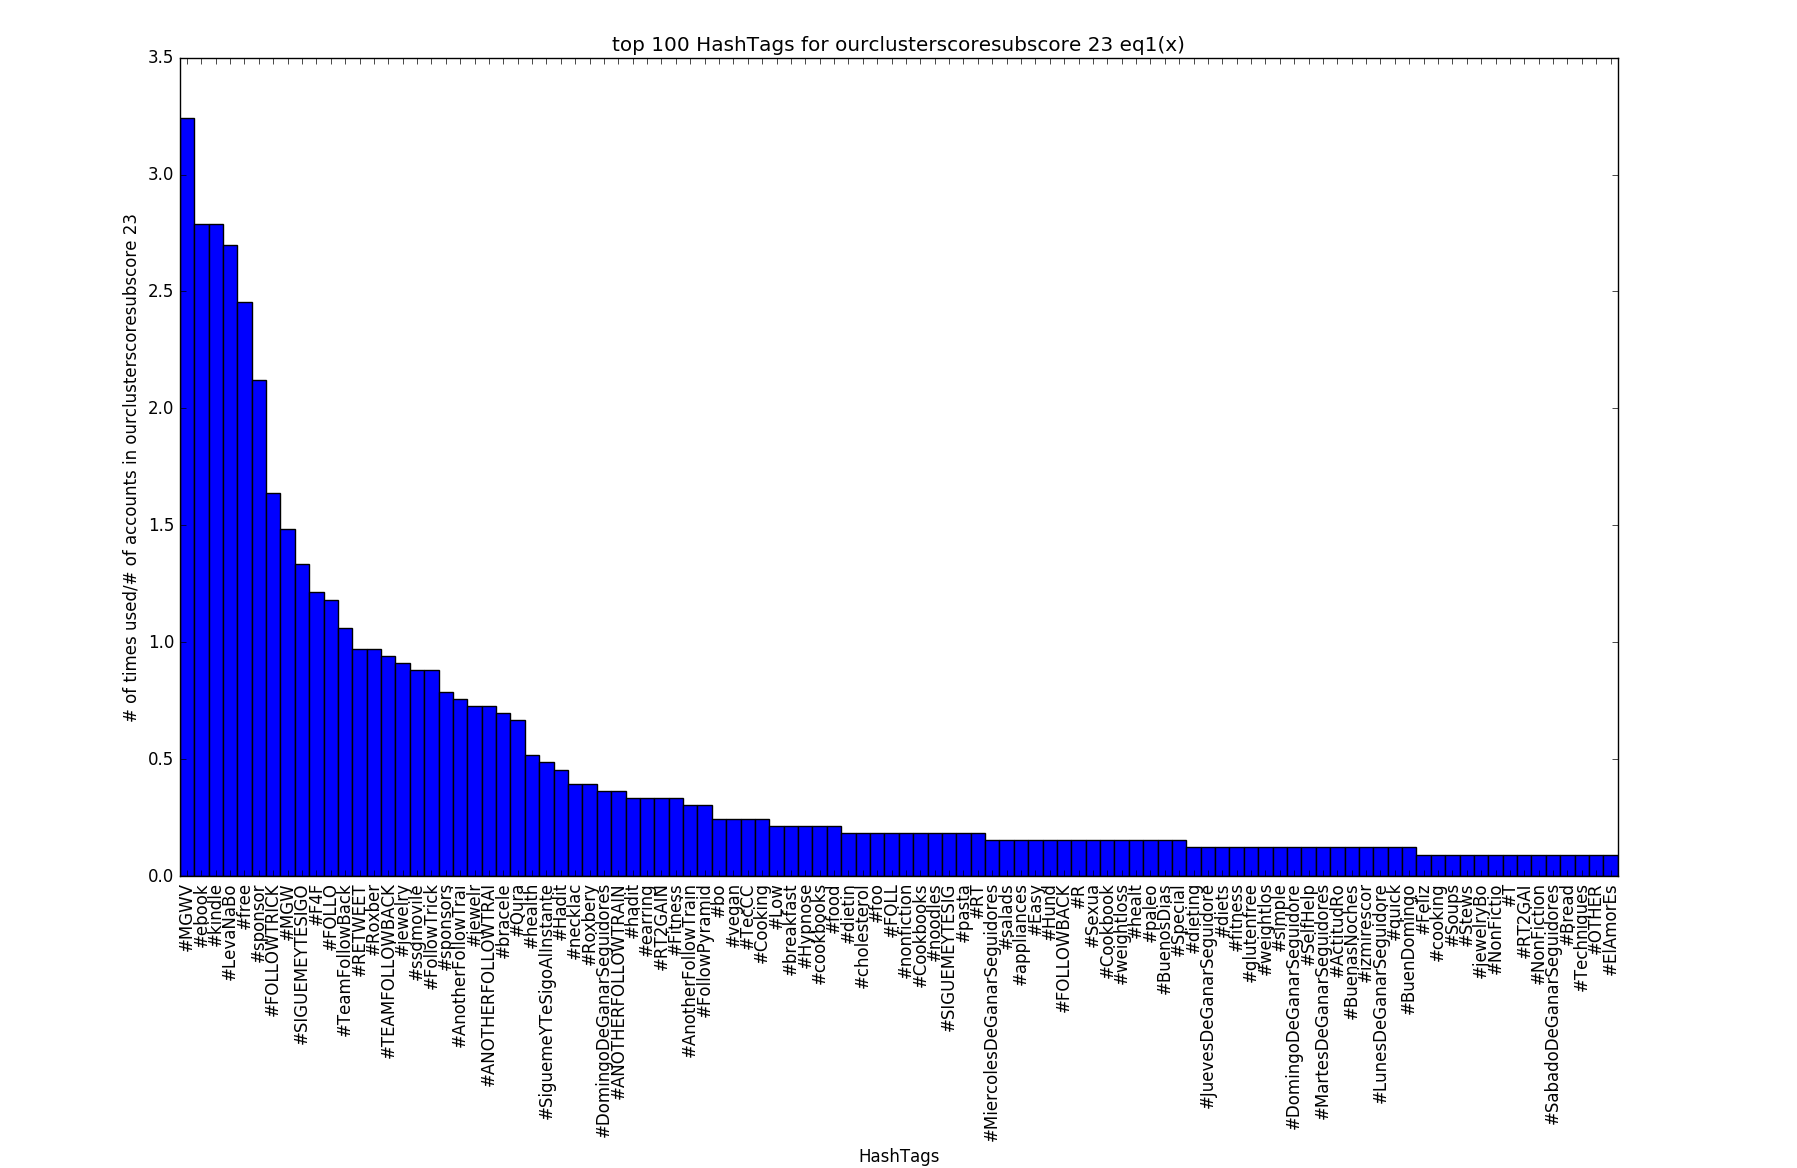 top 100 HashTags for ourclusterscoresubscore 23 eq1(x)
# of times used/# of accounts in ourclusterscoresubscore 23
3.5
3.0
2.5
2.0
1.5
1.0
0.5
0.0
#MGWV
#ebook
#kindle
#LevaNaBo
#free
#sponsor
#FOLLOWTRICK
#MGW
#SIGUEMEYTESIGO
#F4F
#FOLLO
#TeamFollowBack
#RETWEET
#Roxber
#TEAMFOLLOWBACK
#jewelry
#ssgmovile
#FollowTrick
#sponsors
#AnotherFollowTrai
#jewelr
#ANOTHERFOLLOWTRAI
#bracele
#Qura
#health
#SiguemeYTeSigoAlInstante
#Hadit
#necklac
#Roxbery
#DomingoDeGanarSeguidores
#ANOTHERFOLLOWTRAIN
#hadit
#earring
#RT2GAIN
#Fitness
#AnotherFollowTrain
#FollowPyramid
#bo
#vegan
#TecCC
#Cooking
#Low
#breakfast
#Hypnose
#cookbooks
#food
#dietin
#cholesterol
#foo
#FOLL
#nonfiction
#Cookbooks
#noodles
#SIGUEMEYTESIG
#pasta
#RT
#MiercolesDeGanarSeguidores
#salads
#appliances
#Easy
#Hund
#FOLLOWBACK
#R
#Sexua
#Cookbook
#weightloss
#healt
#paleo
#BuenosDias
#Special
#dieting
#JuevesDeGanarSeguidore
#diets
#fitness
#glutenfree
#weightlos
#simple
#DomingoDeGanarSeguidore
#SelfHelp
#MartesDeGanarSeguidores
#ActitudRo
#BuenasNoches
#izmirescor
#LunesDeGanarSeguidore
#quick
#BuenDomingo
#Feliz
#cooking
#Soups
#Stews
#jewelryBo
#NonFictio
#T
#RT2GAI
#NonFiction
#SabadoDeGanarSeguidores
#Bread
#Techniques
#OTHER
#ElAmorEs
HashTags